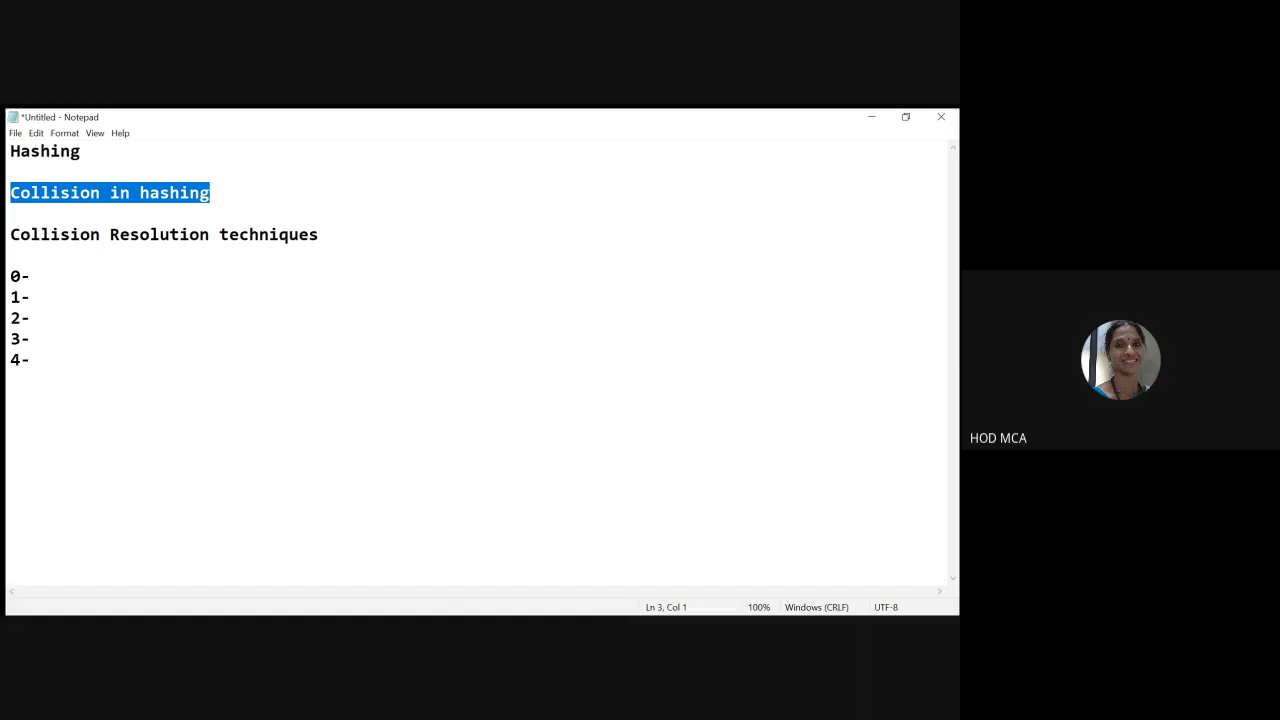 *Untitled - Notepad
File Edit Format View Help
Hashing
Collision in hashing
Collision Resolution techniques
0-
1-
2-
3-
4-
HOD MCA
Ln 3, Col 1 100% Windows (CRLF) UTF-8